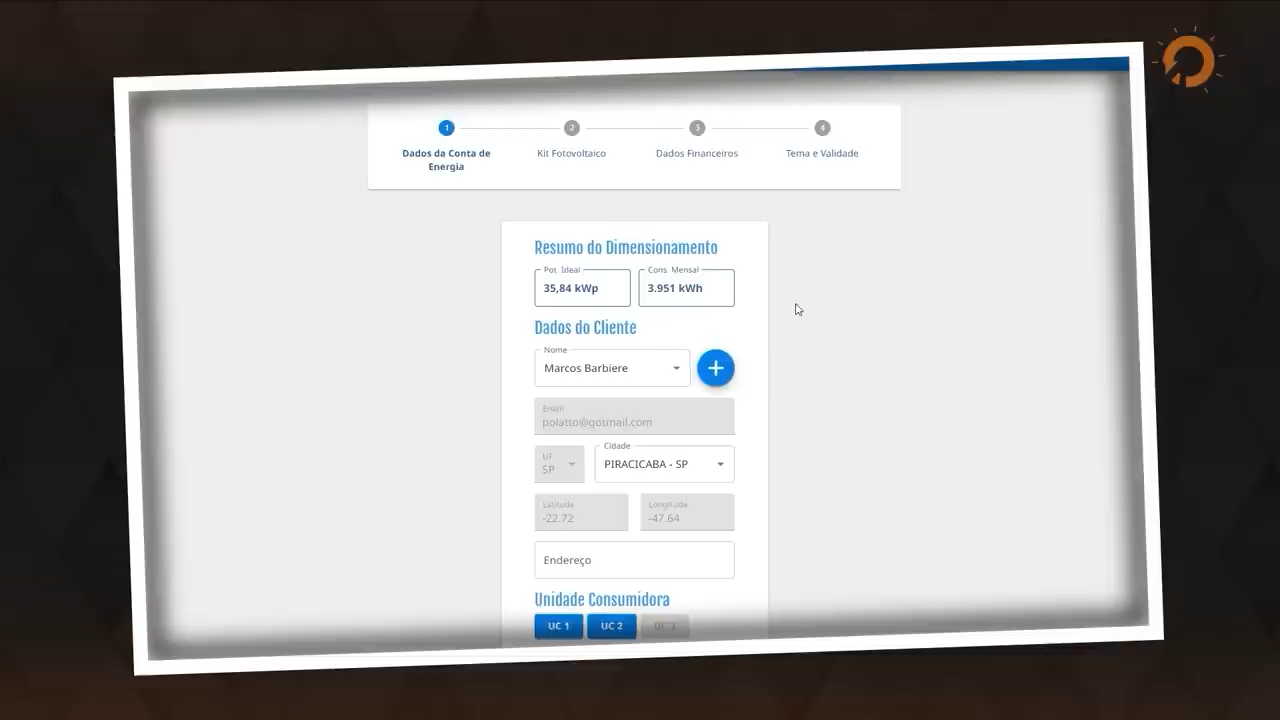 1
2
3
4
Dados da Conta de
Energia
Kit Fotovoltaico
Dados Financeiros
Tema e Validade
Resumo do Dimensionamento
Pot. Ideal
Cons. Mensal
35,84 kWp
3.951 kWh
Dados do Cliente
Nome
Marcos Barbiere
Email
polatto@gotmail.com
UF
SP
Cidade
PIRACICABA - SP
Latitude
-22.72
Longitude
-47.64
Endereço
Unidade Consumidora
UC 1
UC 2
UC 3